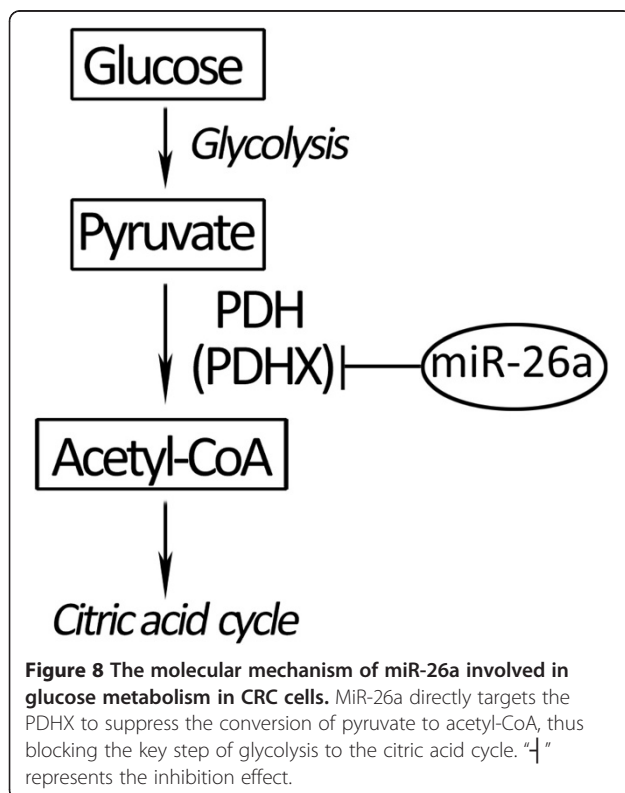 Glucose
Glycolysis
Pyruvate
PDH
(PDHX)
miR-26a
Acetyl-CoA
Citric acid cycle
Figure 8 The molecular mechanism of miR-26a involved in
glucose metabolism in CRC cells. MiR-26a directly targets the
PDHX to suppress the conversion of pyruvate to acetyl-CoA, thus
blocking the key step of glycolysis to the citric acid cycle. "┤"
represents the inhibition effect.